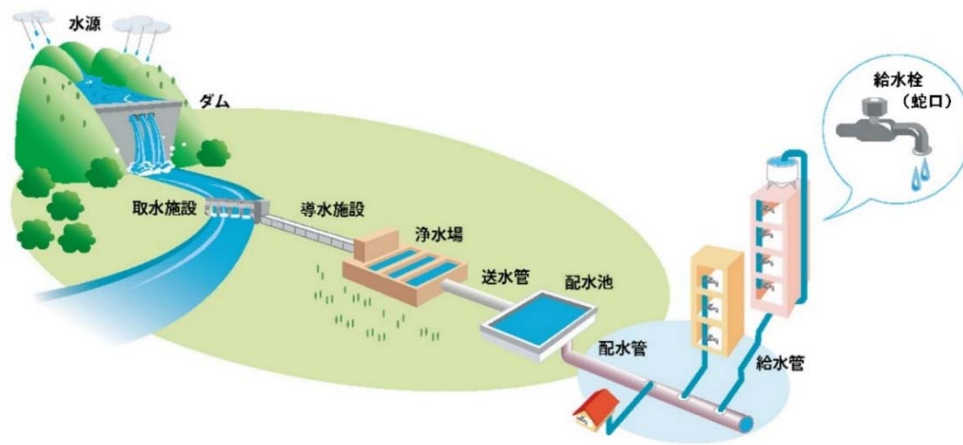 水源
ダム
取水施設
導水施設
浄水場
送水管
配水池
配水管
給水管
給水栓
（蛇口）